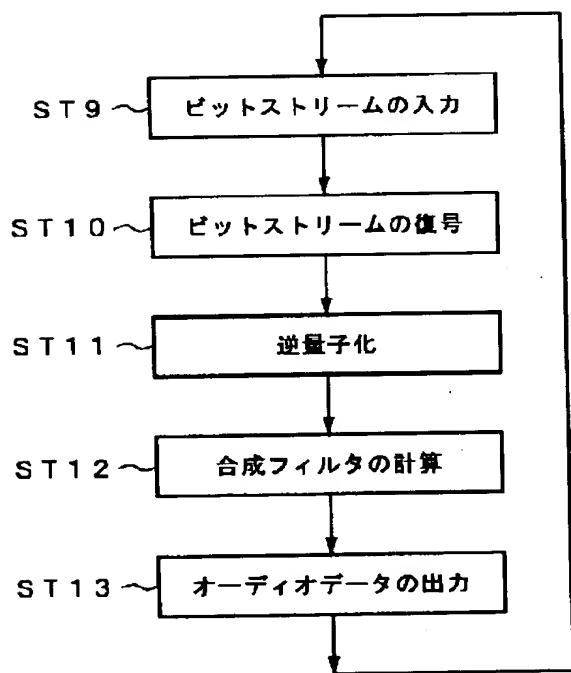 ST9 ビットストリームの入力
ST10 ビットストリームの復号
ST11 逆量子化
ST12 合成フィルタの計算
ST13 オーディオデータの出力